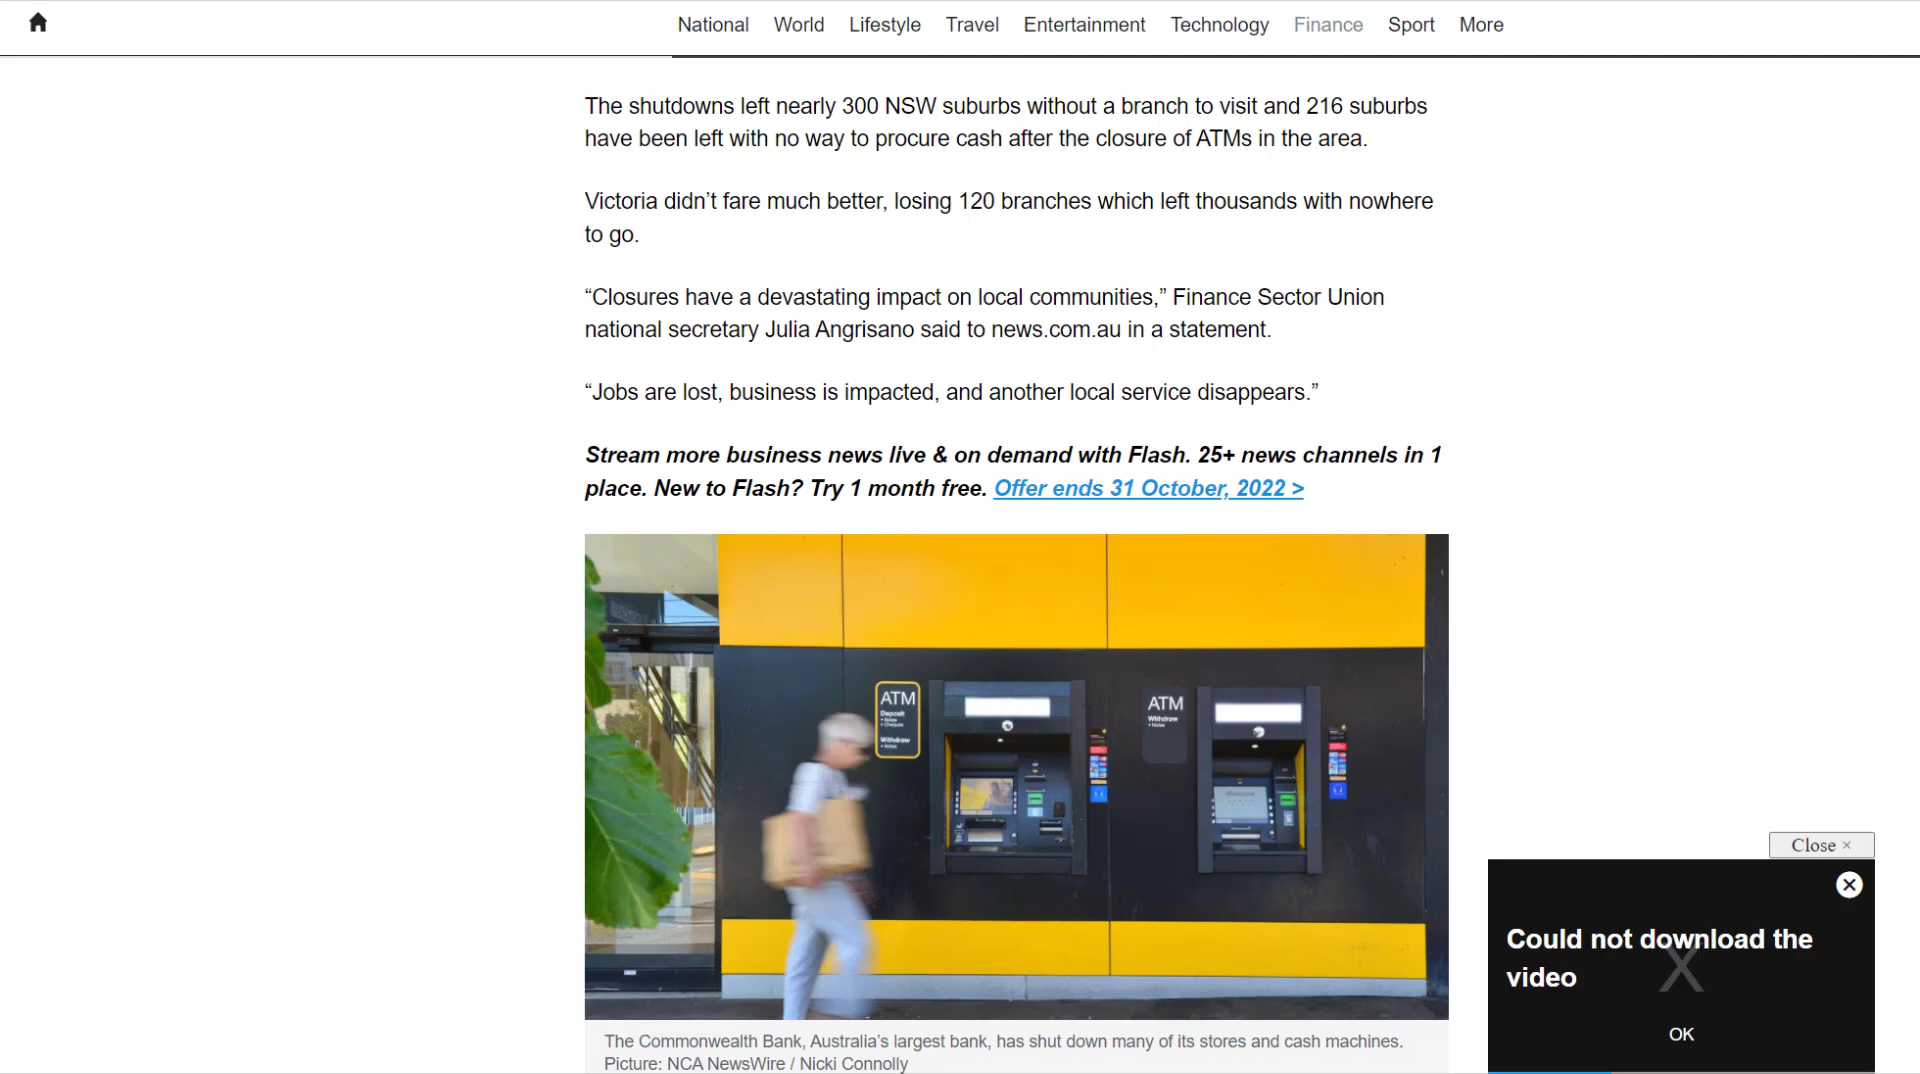 National World Lifestyle Travel Entertainment Technology Finance Sport More
The shutdowns left nearly 300 NSW suburbs without a branch to visit and 216 suburbs
have been left with no way to procure cash after the closure of ATMs in the area.
Victoria didn’t fare much better, losing 120 branches which left thousands with nowhere
to go.
“Closures have a devastating impact on local communities,” Finance Sector Union
national secretary Julia Angrisano said to news.com.au in a statement.
“Jobs are lost, business is impacted, and another local service disappears.”
Stream more business news live & on demand with Flash. 25+ news channels in 1
place. New to Flash? Try 1 month free. Offer ends 31 October, 2022 >
ATM
Deposit
• Notes
• Cheques
Withdraw
• Notes
ATM
Withdraw
• Notes
The Commonwealth Bank, Australia’s largest bank, has shut down many of its stores and cash machines.
Picture: NCA NewsWire / Nicki Connolly
Close ×
Could not download the
video
OK